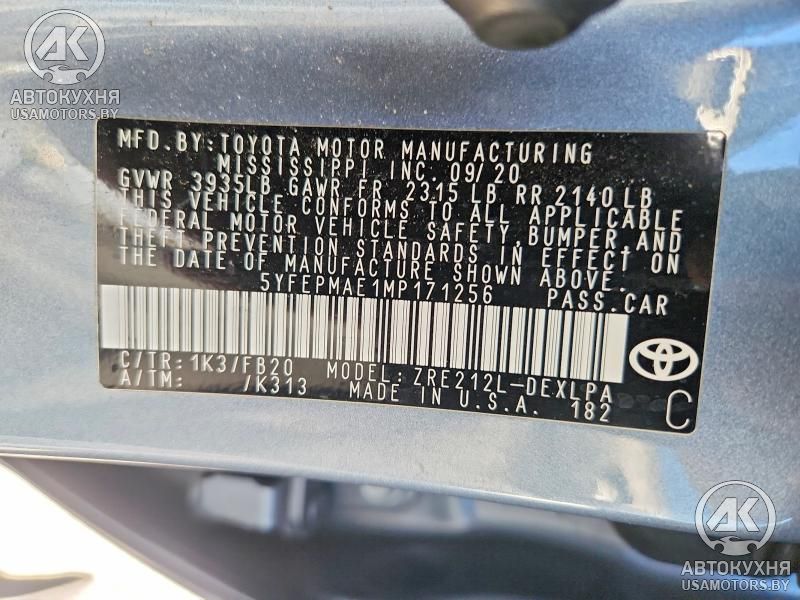 АК
АВТОКУХНЯ
USAMOTORS.BY
MFD.BY:TOYOTA MOTOR MANUFACTURING
MISSISSIPPI INC. 09/20
GVWR 3935LB GAWR FR 2315 LB RR 2140 LB
THIS VEHICLE CONFORMS TO ALL APPLICABLE
FEDERAL MOTOR VEHICLE SAFETY,BUMPER,AND
THEFT PREVENTION STANDARDS IN EFFECT ON
THE DATE OF MANUFACTURE SHOWN ABOVE.
5YFEPMAE1MP171256 PASS.CAR
C/TR:1K3/FB20 MODEL:ZRE212L-DEXLPA
A/TM: /K313 MADE IN U.S.A. 182
C
АК
АВТОКУХНЯ
USAMOTORS.BY